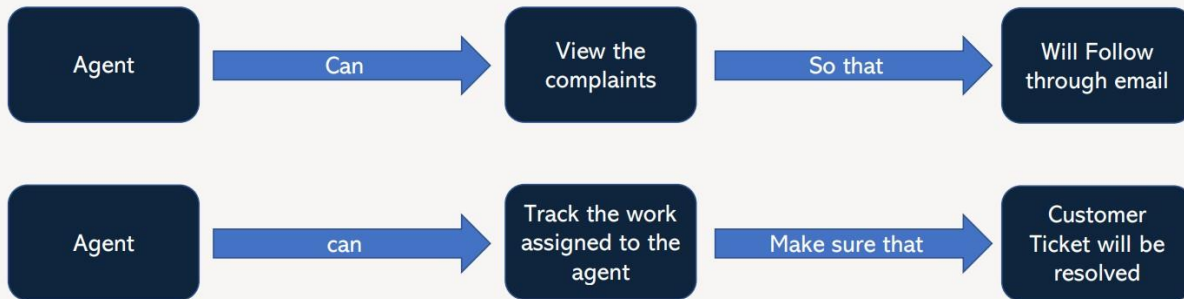 Agent
Can
View the
complaints
So that
Will Follow
through email
Agent
can
Track the work
assigned to the
agent
Make sure that
Customer
Ticket will be
resolved